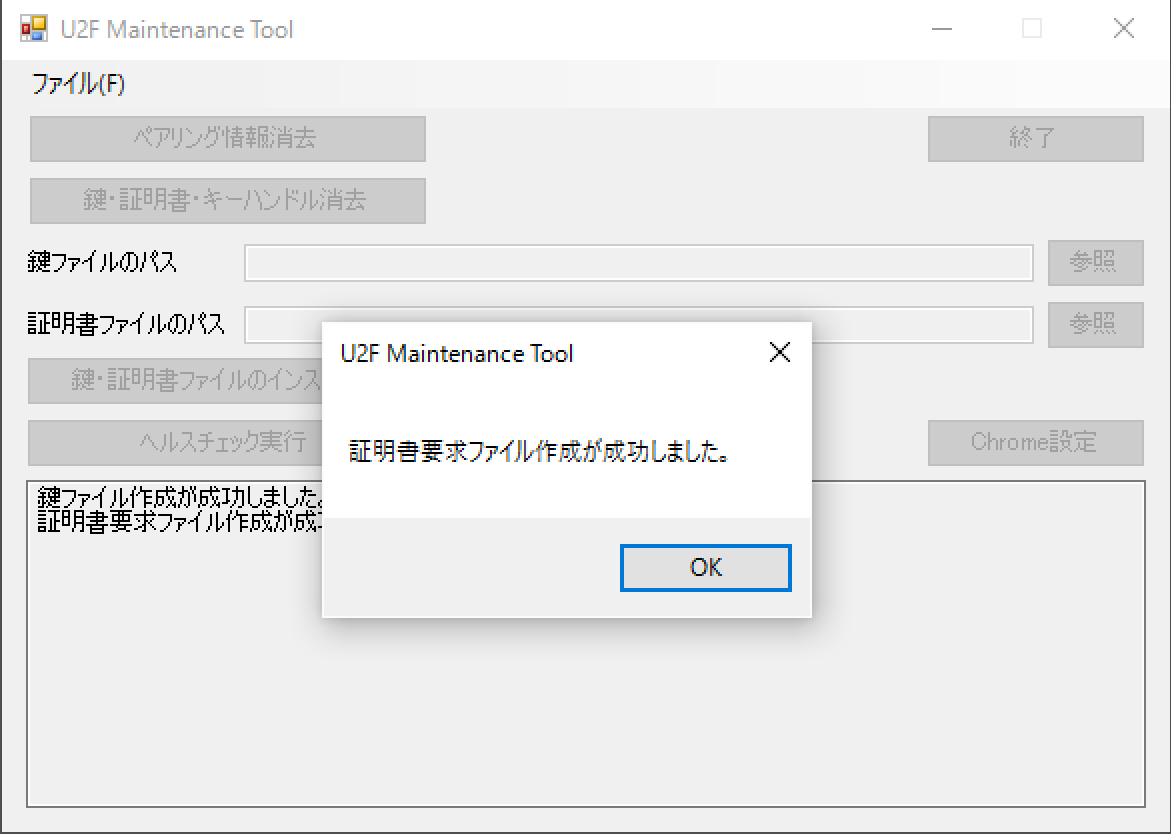 U2F Maintenance Tool
ファイル(F)
ペアリング情報消去
終了
鍵・証明書・キーハンドル消去
鍵ファイルのパス
参照
証明書ファイルのパス
参照
鍵・証明書ファイルのインス
ヘルスチェック実行
Chrome設定
鍵ファイル作成が成功しました。
証明書要求ファイル作成が成
U2F Maintenance Tool
証明書要求ファイル作成が成功しました。
OK